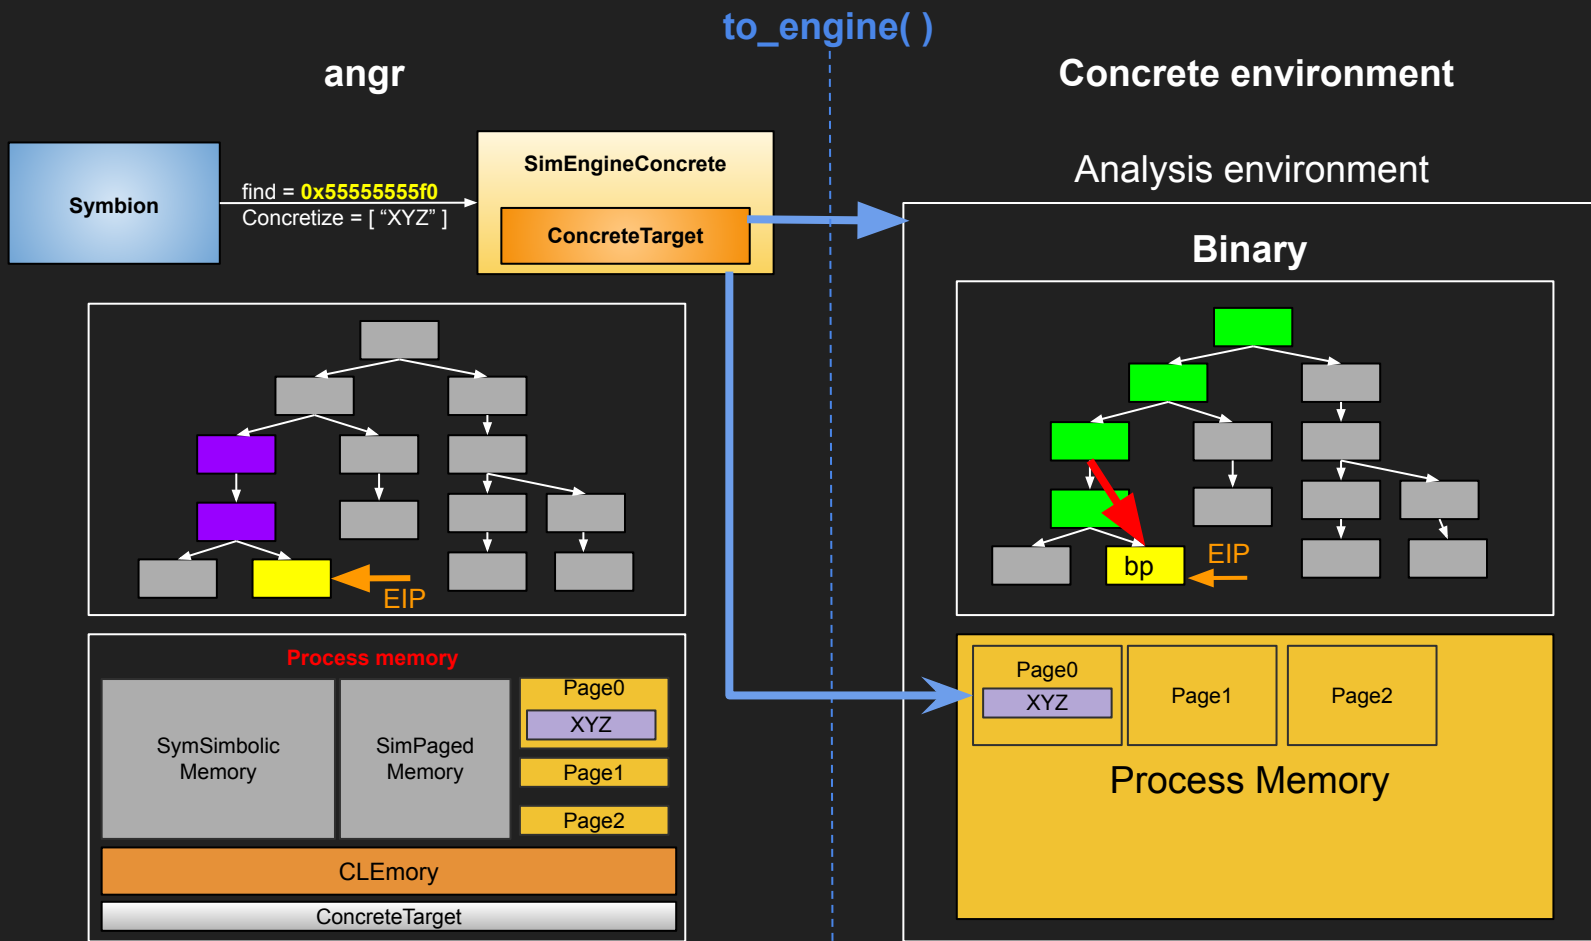 to_engine( )
angr
Concrete environment
Symbion
find = 0x55555555f0
Concretize = [ “XYZ” ]
SimEngineConcrete
ConcreteTarget
Analysis environment
Binary
EIP
bp
EIP
Process memory
SymSimbolic
Memory
SimPaged
Memory
Page0
XYZ
Page1
Page2
CLEmory
ConcreteTarget
Page0
XYZ
Page1
Page2
Process Memory